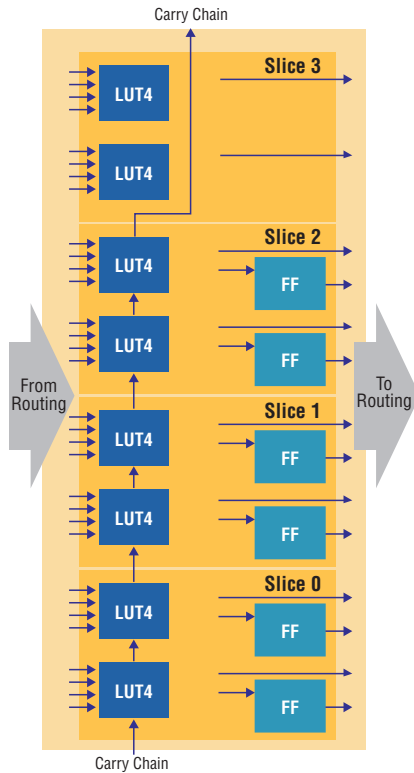 Carry Chain
Slice 3
LUT4
LUT4
Slice 2
LUT4
FF
LUT4
FF
From
Routing
To
Routing
Slice 1
LUT4
FF
LUT4
FF
Slice 0
LUT4
FF
LUT4
FF
Carry Chain